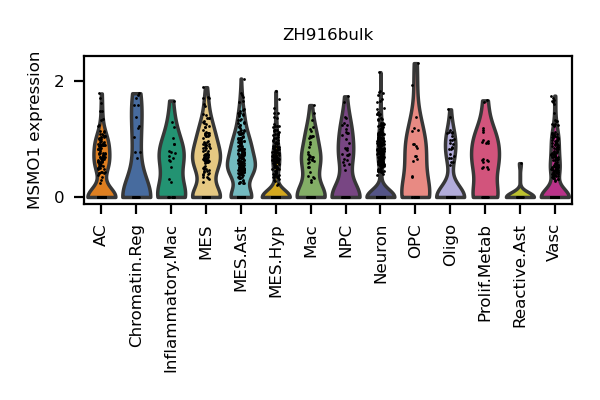 ZH916bulk
MSMO1 expression
2
0
AC
Chromatin.Reg
Inflammatory.Mac
MES
MES.Ast
MES.Hyp
Mac
NPC
Neuron
OPC
Oligo
Prolif.Metab
Reactive.Ast
Vasc